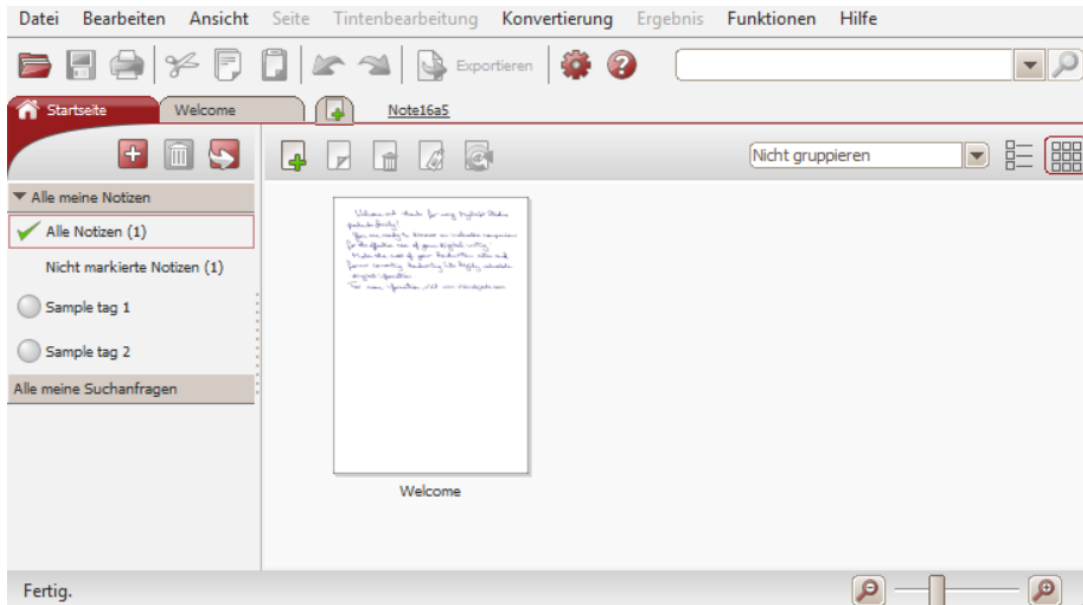 Datei Bearbeiten Ansicht Seite Tintenbearbeitung Konvertierung Ergebnis Funktionen Hilfe
Exportieren
Startseite Welcome Note16a5
Nicht gruppieren
Alle meine Notizen
Alle Notizen (1)
Nicht markierte Notizen (1)
Sample tag 1
Sample tag 2
Alle meine Suchanfragen
Welcome
Fertig.